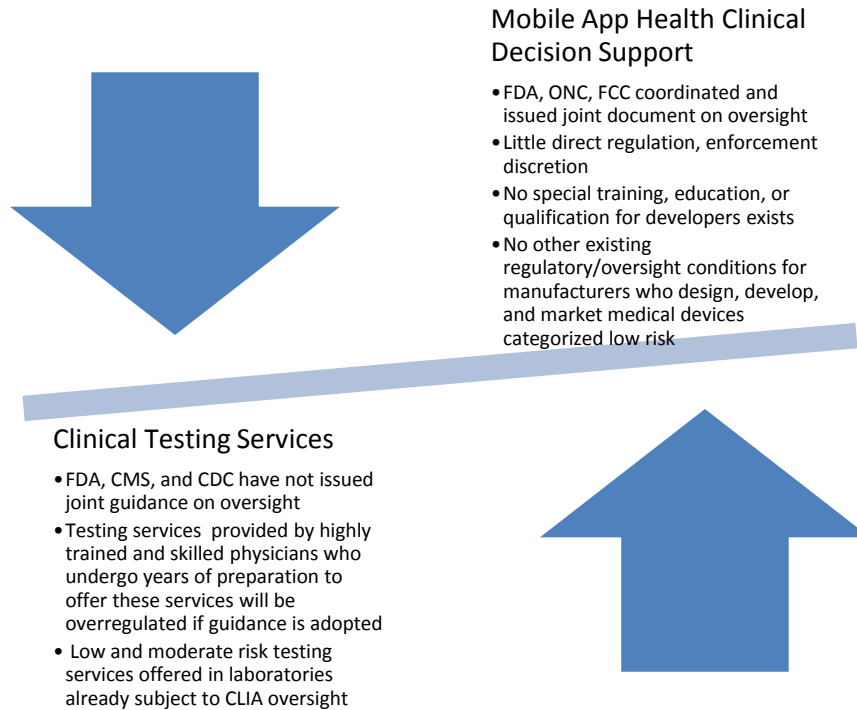 Mobile App Health Clinical
Decision Support
•FDA, ONC, FCC coordinated and
issued joint document on oversight
•Little direct regulation, enforcement
discretion
•No special training, education, or
qualification for developers exists
•No other existing
regulatory/oversight conditions for
manufacturers who design, develop,
and market medical devices
categorized low risk
Clinical Testing Services
•FDA, CMS, and CDC have not issued
joint guidance on oversight
•Testing services provided by highly
trained and skilled physicians who
undergo years of preparation to
offer these services will be
overregulated if guidance is adopted
• Low and moderate risk testing
services offered in laboratories
already subject to CLIA oversight